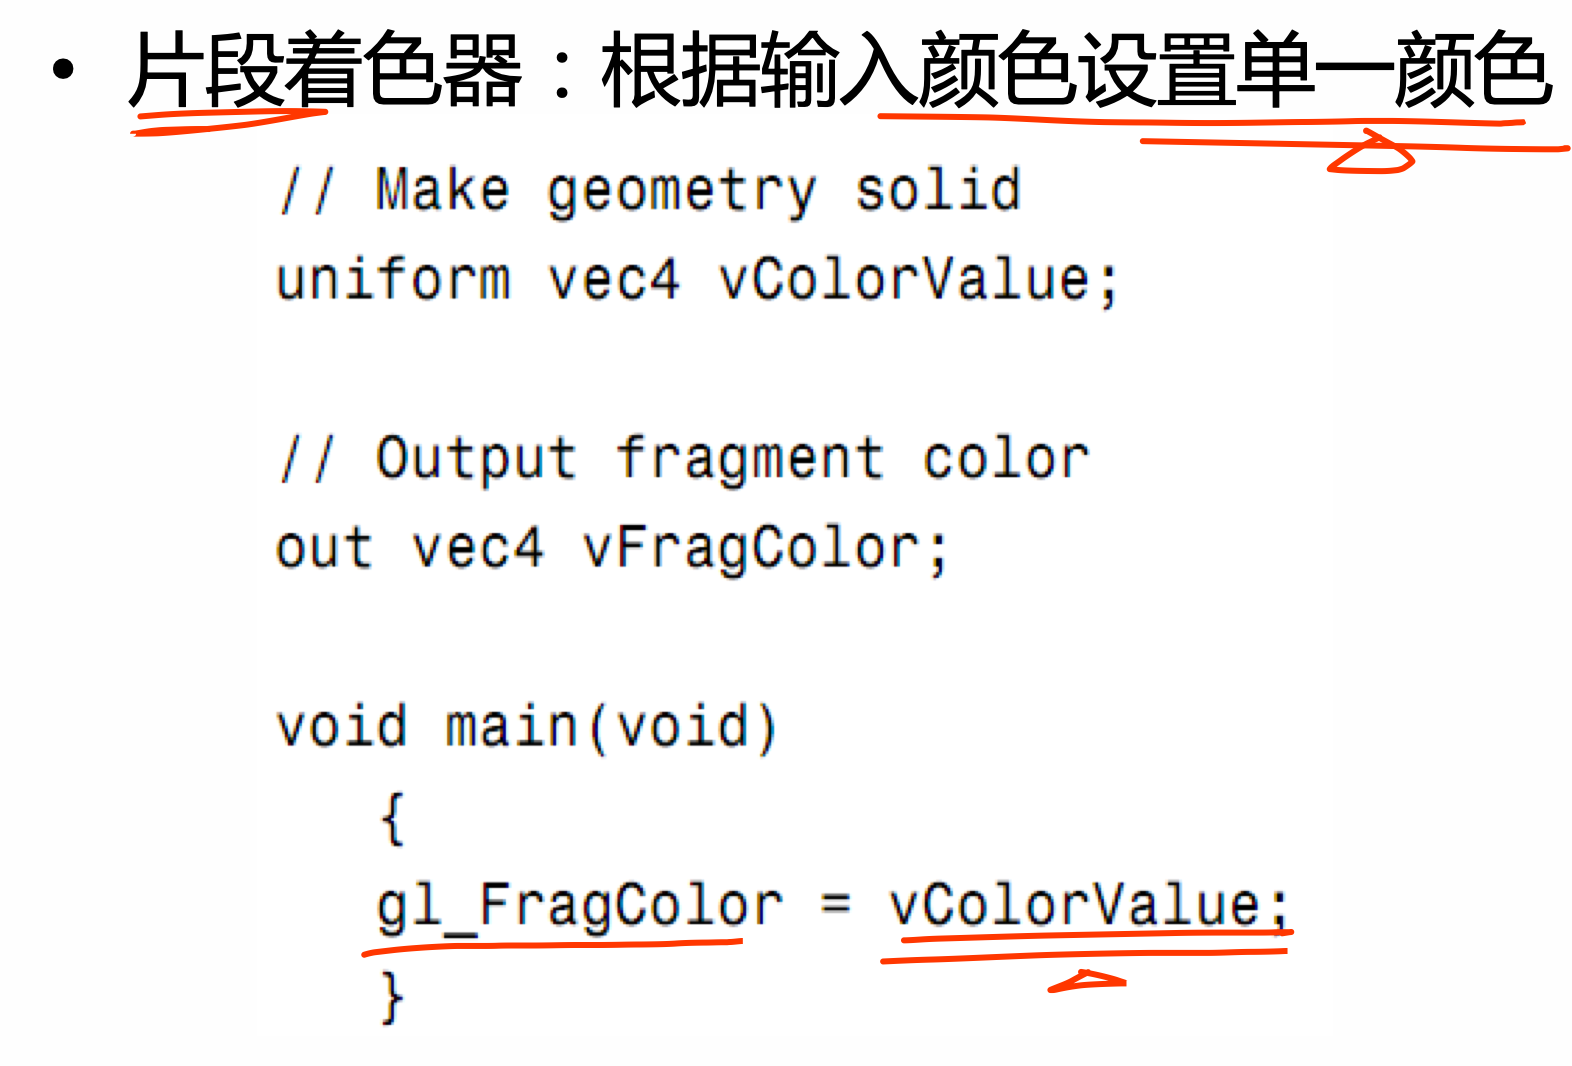 • 片段着色器：根据输入颜色设置单一颜色
// Make geometry solid
uniform vec4 vColorValue;
// Output fragment color
out vec4 vFragColor;
void main(void)
{
gl_FragColor = vColorValue;
}